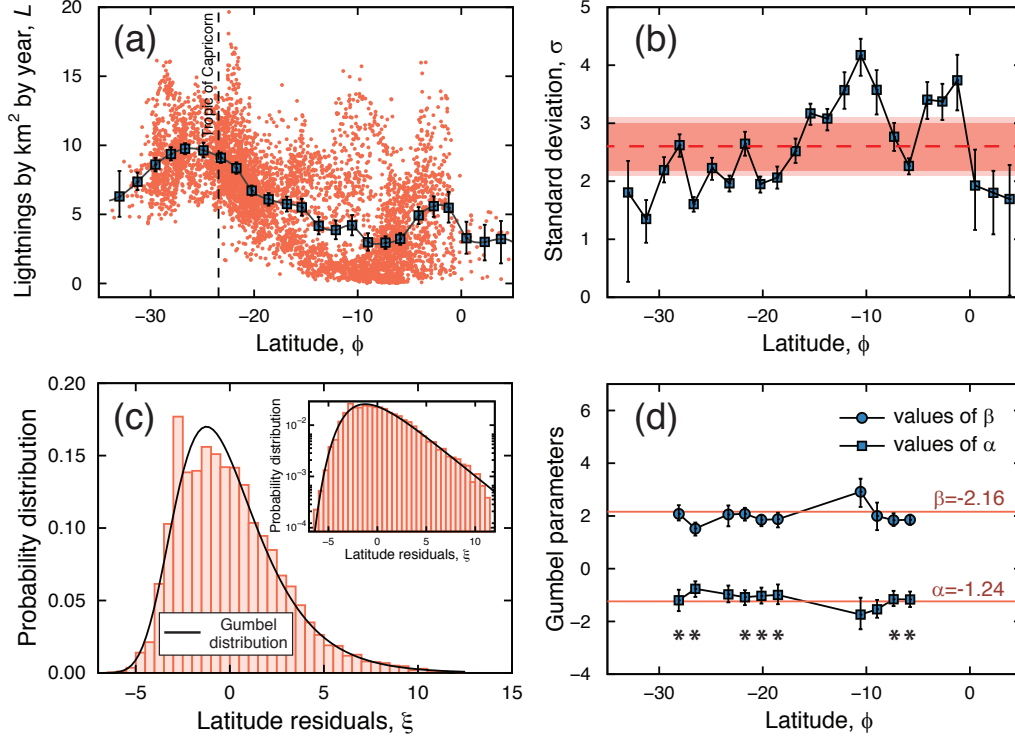 (a)
Lightnings by km² by year, L
20
15
10
5
0
Tropic of Capricorn
−30
−20
−10
0
Latitude, ϕ
(b)
Standard deviation, σ
5
4
3
2
1
0
−30
−20
−10
0
Latitude, ϕ
(c)
Probability distribution
0.20
0.15
0.10
0.05
0.00
Gumbel
distribution
−5
0
5
10
15
Latitude residuals, ξ
Probability distribution
10⁻²
10⁻³
10⁻⁴
−5
0
5
10
Latitude residuals, ξ
(d)
Gumbel parameters
6
4
2
0
−2
−4
values of β
values of α
β=-2.16
α=-1.24
** *** **
−30
−20
−10
0
Latitude, ϕ